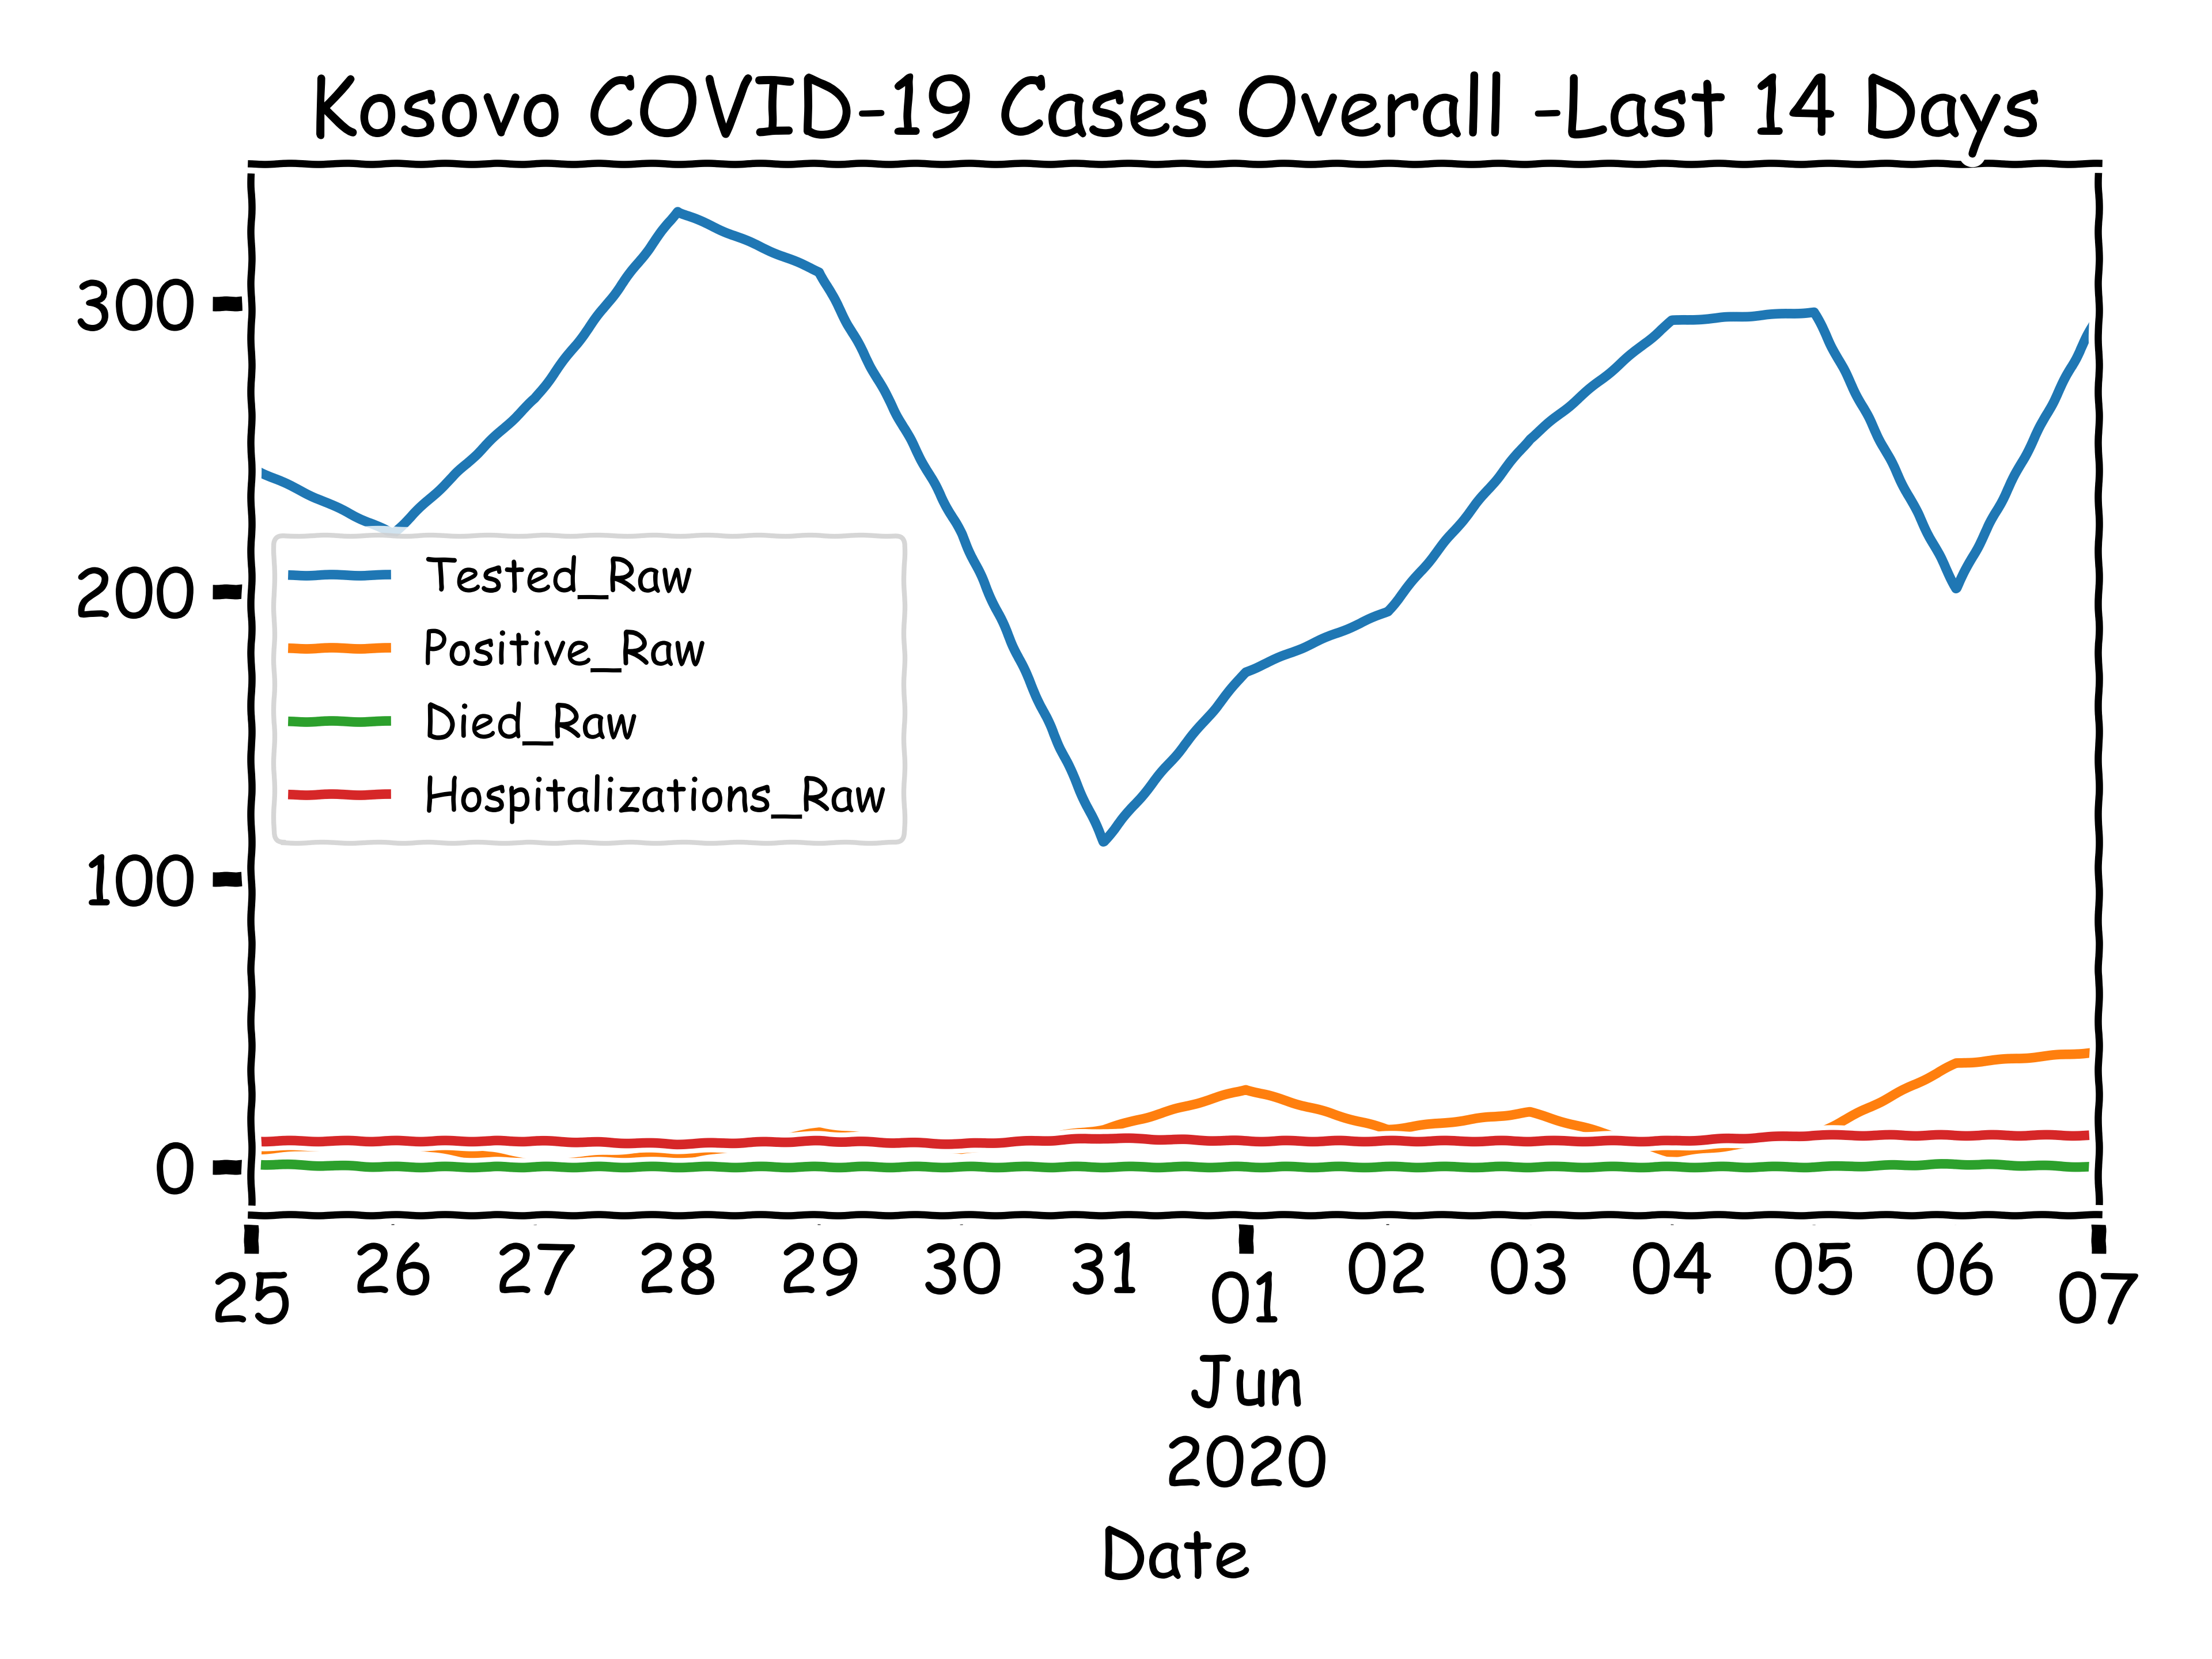 Kosovo COVID-19 Cases Overall -Last 14 Days
300
200
100
0
Tested_Raw
Positive_Raw
Died_Raw
Hospitalizations_Raw
25 26 27 28 29 30 31 01 02 03 04 05 06 07
Jun
2020
Date